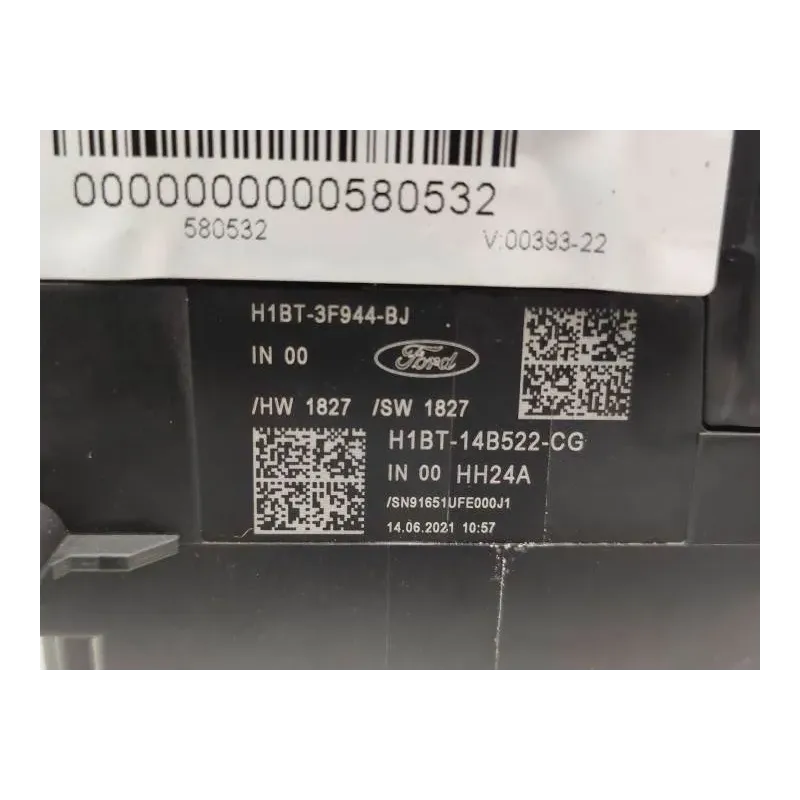 0000000000580532
580532 V:00393-22
H1BT-3F944-BJ
IN 00 Ford
/HW 1827 /SW 1827
H1BT-14B522-CG
IN 00 HH24A
/SN91651UFE000J1
14.06.2021 10:57